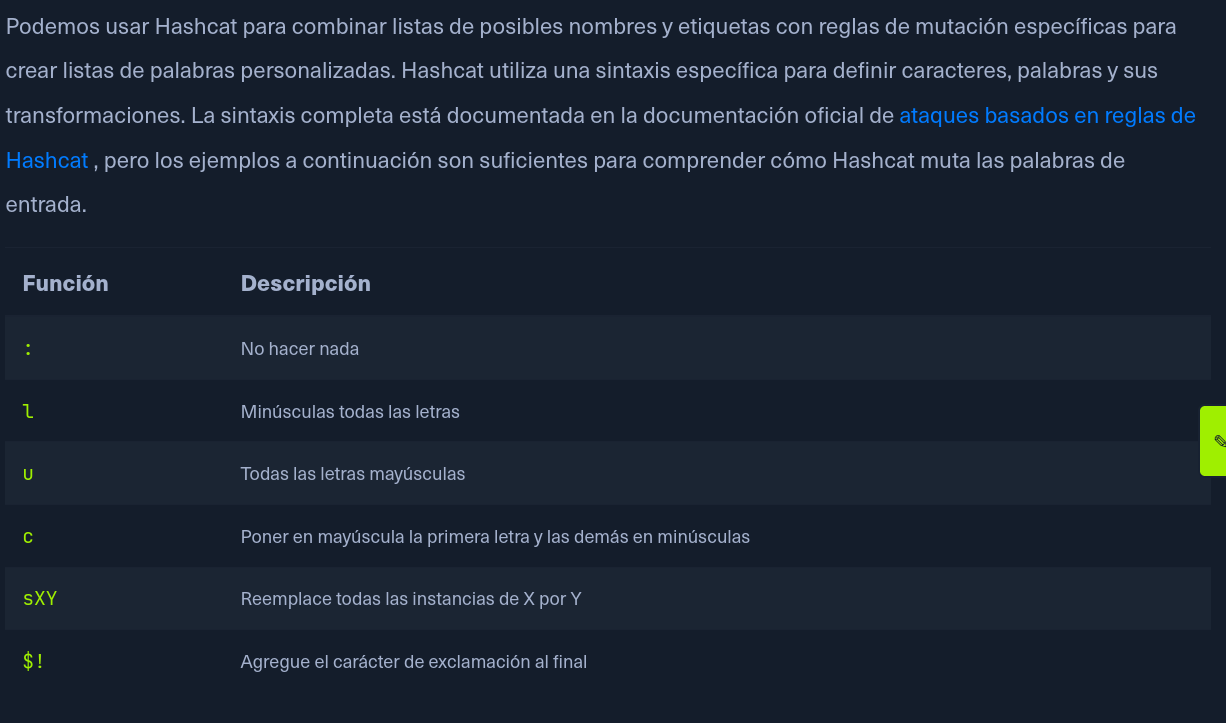 Podemos usar Hashcat para combinar listas de posibles nombres y etiquetas con reglas de mutación específicas para
crear listas de palabras personalizadas. Hashcat utiliza una sintaxis específica para definir caracteres, palabras y sus
transformaciones. La sintaxis completa está documentada en la documentación oficial de ataques basados en reglas de
Hashcat , pero los ejemplos a continuación son suficientes para comprender cómo Hashcat muta las palabras de
entrada.
Función Descripción
: No hacer nada
l Minúsculas todas las letras
u Todas las letras mayúsculas
c Poner en mayúscula la primera letra y las demás en minúsculas
sXY Reemplace todas las instancias de X por Y
$! Agregue el carácter de exclamación al final